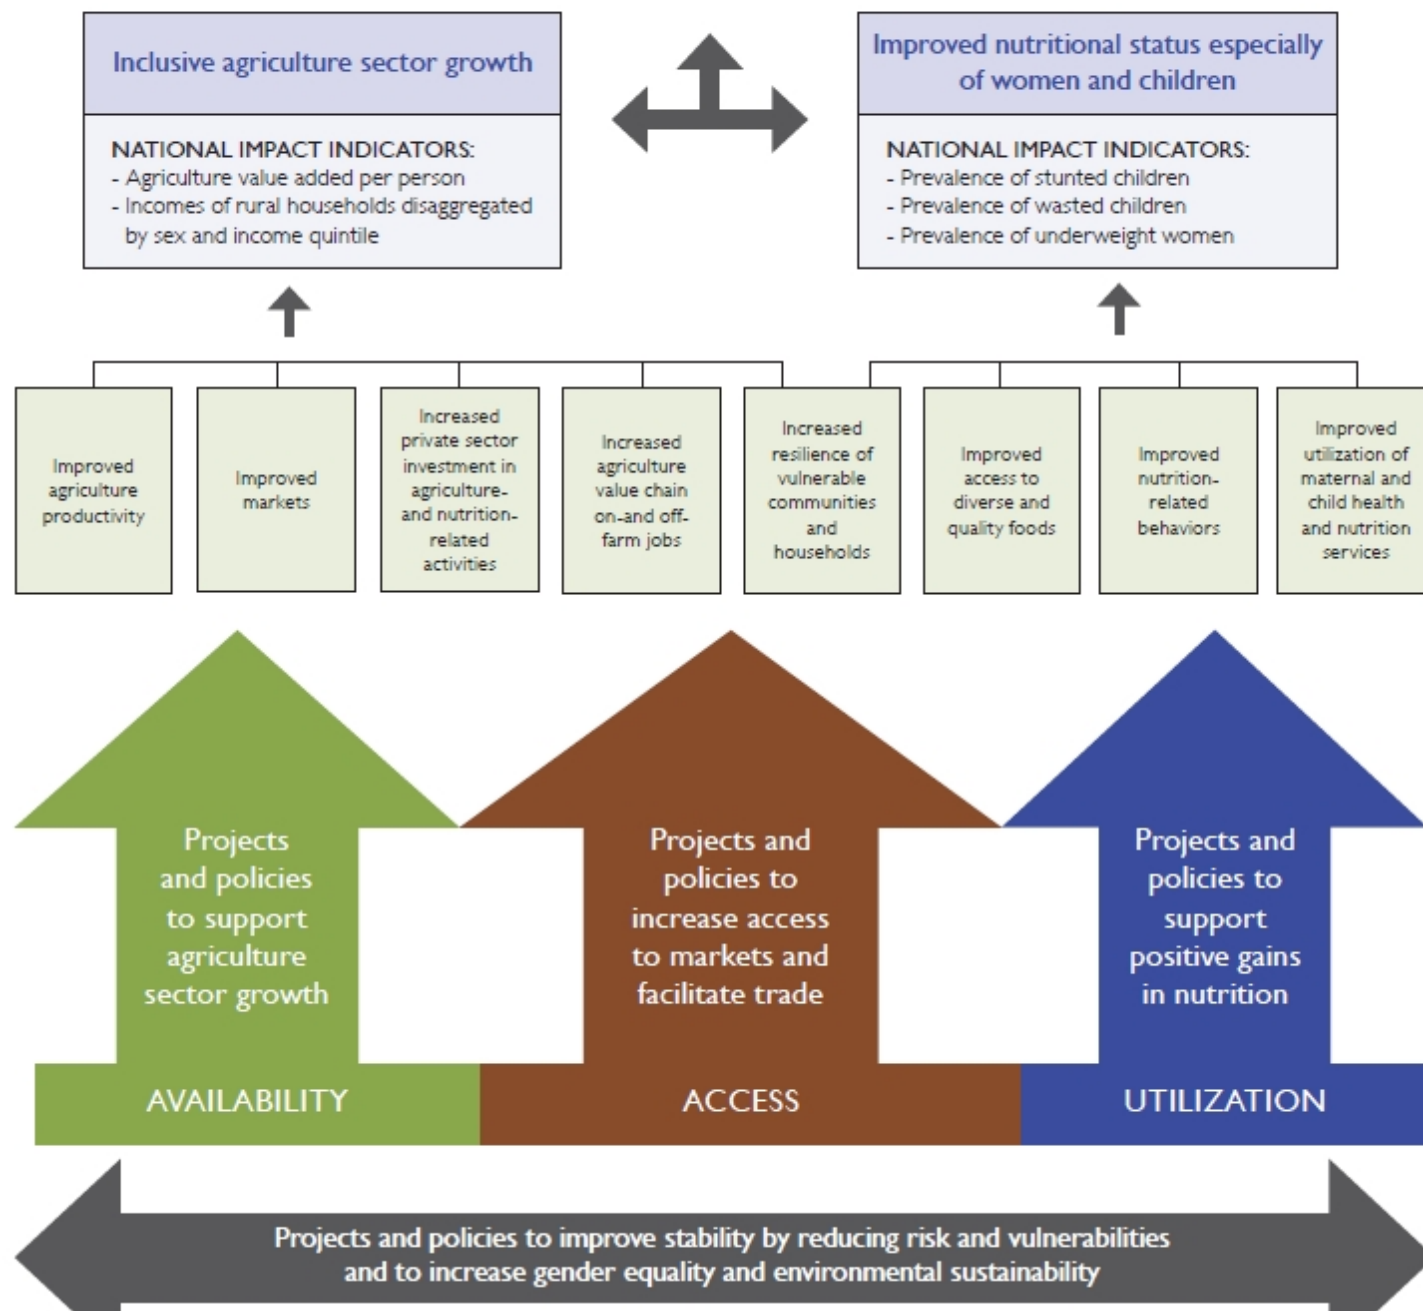 Inclusive agriculture sector growth
NATIONAL IMPACT INDICATORS:
- Agriculture value added per person
- Incomes of rural households disaggregated
by sex and income quintile
Improved nutritional status especially
of women and children
NATIONAL IMPACT INDICATORS:
- Prevalence of stunted children
- Prevalence of wasted children
- Prevalence of underweight women
Improved
agriculture
productivity
Improved
markets
Increased
private sector
investment in
agriculture-
and nutrition-
related
activities
Increased
agriculture
value chain
on-and off-
farm jobs
Increased
resilience of
vulnerable
communities
and
households
Improved
access to
diverse and
quality foods
Improved
nutrition-
related
behaviors
Improved
utilization of
maternal and
child health
and nutrition
services
Projects
and policies
to support
agriculture
sector growth
AVAILABILITY
Projects and
policies to
increase access
to markets and
facilitate trade
ACCESS
Projects and
policies to
support
positive gains
in nutrition
UTILIZATION
Projects and policies to improve stability by reducing risk and vulnerabilities
and to increase gender equality and environmental sustainability